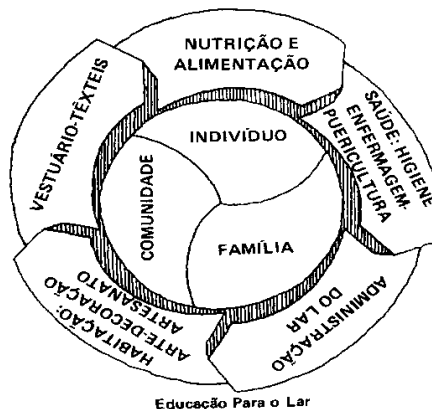 NUTRIÇÃO E
ALIMENTAÇÃO
SAÚDE: HIGIENE
ENFERMAGEM-
PUERICULTURA
ADMINISTRAÇÃO
DO LAR
HABITAÇÃO:
ARTE-DECORAÇÃO
ARTESANATO
VESTUÁRIO-TÊXTEIS
INDIVÍDUO
FAMÍLIA
COMUNIDADE
Educação Para o Lar